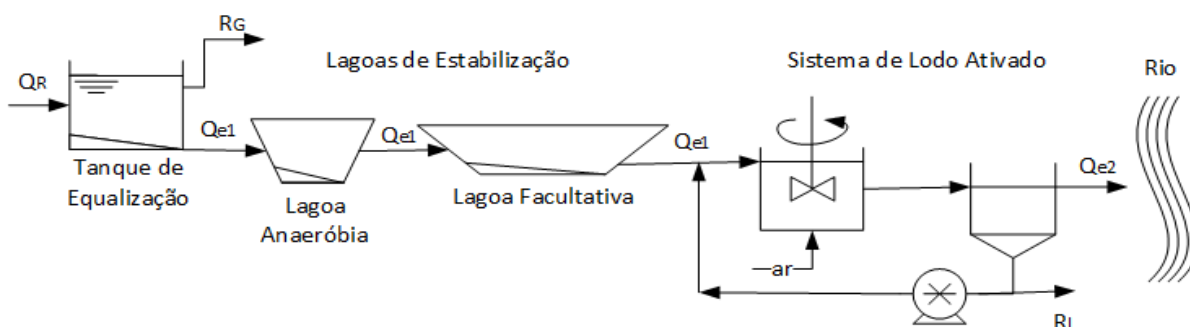 RG
Lagoas de Estabilização
Sistema de Lodo Ativado
Rio
QR
Qe1
Qe1
Qe1
Qe2
Tanque de
Equalização
Lagoa
Anaeróbia
Lagoa Facultativa
ar